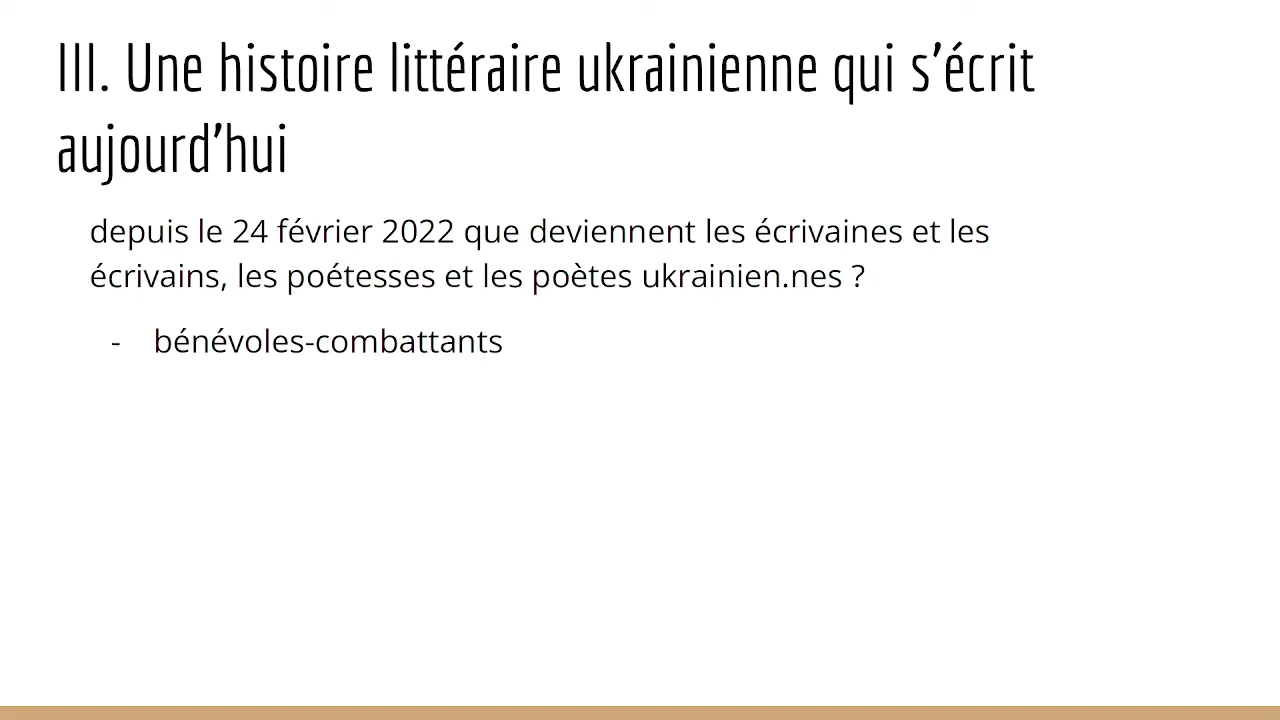 III. Une histoire littéraire ukrainienne qui s’écrit
aujourd’hui
depuis le 24 février 2022 que deviennent les écrivaines et les
écrivains, les poétesses et les poètes ukrainien.nes ?
- bénévoles-combattants